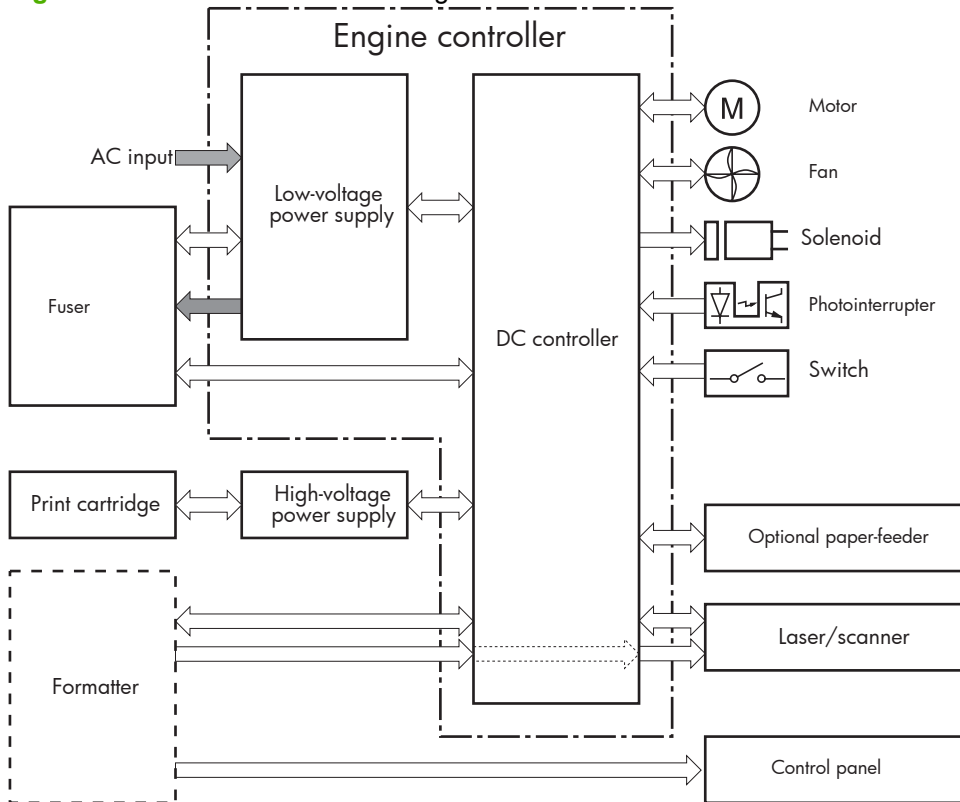 Engine controller
Motor
M
AC input
Fan
Low-voltage
power supply
Solenoid
Fuser
Photointerrupter
DC controller
Switch
Print cartridge
High-voltage
power supply
Optional paper-feeder
Laser/scanner
Formatter
Control panel